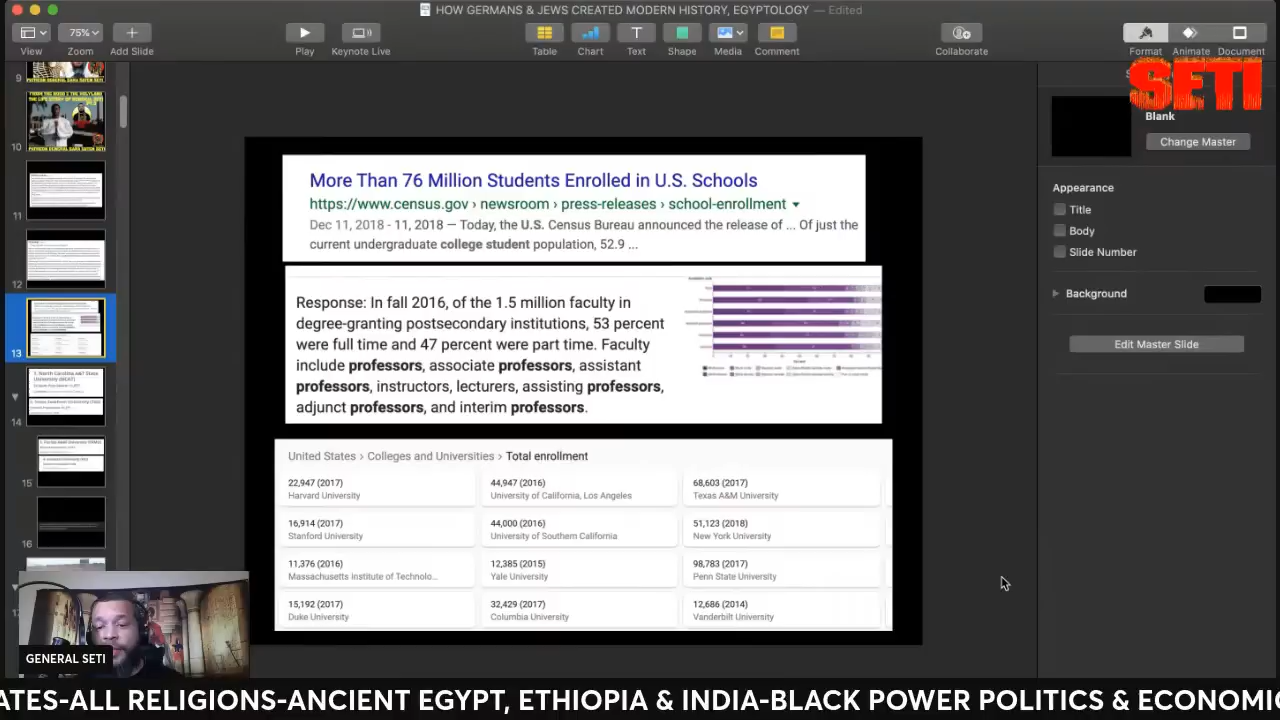 HOW GERMANS & JEWS CREATED MODERN HISTORY, EGYPTOLOGY — Edited
75%
View Zoom Add Slide Play Keynote Live Table Chart Text Shape Media Comment Collaborate Format Animate Document
SETI
Blank
Change Master
Appearance
Title
Body
Slide Number
Background
Edit Master Slide
9
10
11
12
13
14
15
16
More Than 76 Million Students Enrolled in U.S. Schools
https://www.census.gov › newsroom › press-releases › school-enrollment
Dec 11, 2018 - 11, 2018 — Today, the U.S. Census Bureau announced the release of ... Of just the
current undergraduate college student population, 52.9 ...
Response: In fall 2016, of the 1.5 million faculty in
degree-granting postsecondary institutions, 53 percent
were full time and 47 percent were part time. Faculty
include professors, associate professors, assistant
professors, instructors, lecturers, assisting professors,
adjunct professors, and interim professors.
United States › Colleges and Universities › Total enrollment
22,947 (2017) 44,947 (2016) 68,603 (2017)
Harvard University University of California, Los Angeles Texas A&M University
16,914 (2017) 44,000 (2016) 51,123 (2018)
Stanford University University of Southern California New York University
11,376 (2016) 12,385 (2015) 98,783 (2017)
Massachusetts Institute of Technolo... Yale University Penn State University
15,192 (2017) 32,429 (2017) 12,686 (2014)
Duke University Columbia University Vanderbilt University
GENERAL SETI
ATES-ALL RELIGIONS-ANCIENT EGYPT, ETHIOPIA & INDIA-BLACK POWER POLITICS & ECONOMIC